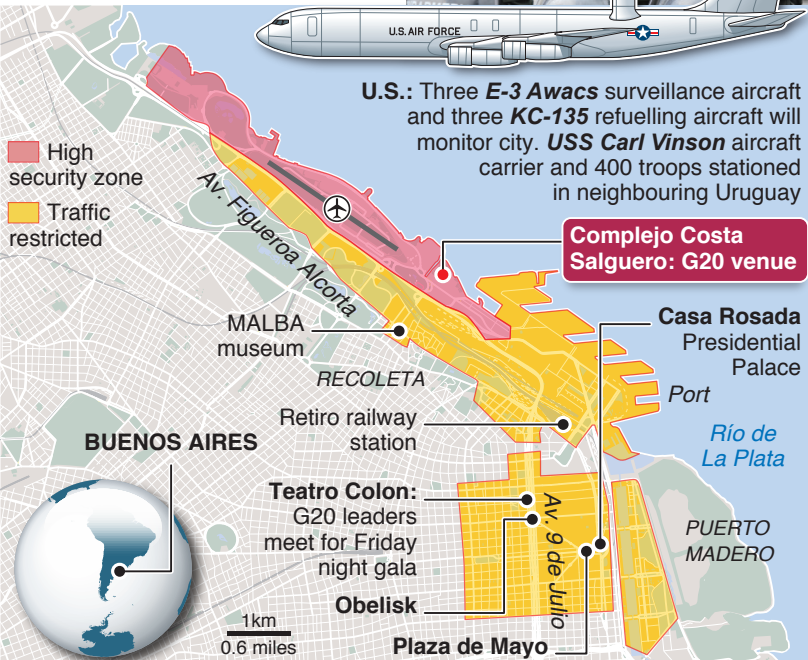 U.S. AIR FORCE
U.S.: Three E-3 Awacs surveillance aircraft
and three KC-135 refuelling aircraft will
monitor city. USS Carl Vinson aircraft
carrier and 400 troops stationed
in neighbouring Uruguay
High
security zone
Traffic
restricted
Av. Figueroa Alcorta
Complejo Costa
Salguero: G20 venue
MALBA
museum
Casa Rosada
Presidential
Palace
RECOLETA
Port
Retiro railway
station
Río de
La Plata
BUENOS AIRES
Teatro Colon:
G20 leaders
meet for Friday
night gala
Av. 9 de Julio
PUERTO
MADERO
Obelisk
1km
0.6 miles
Plaza de Mayo